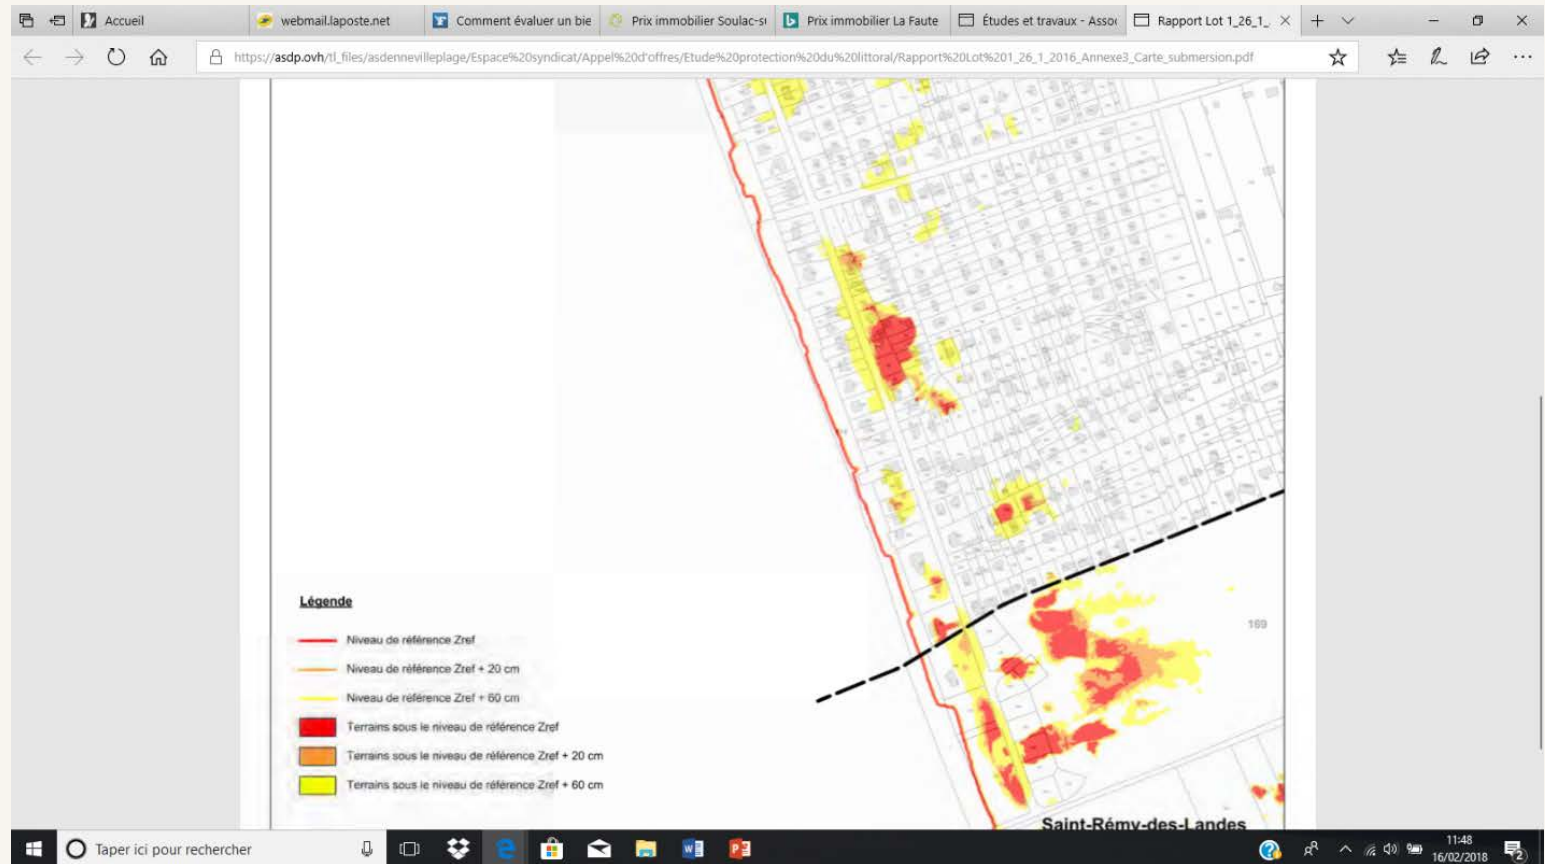 Accueil
webmail.laposte.net
Comment évaluer un bie
Prix immobilier Soulac-su
Prix immobilier La Faute
Études et travaux - Assoc
Rapport Lot 1_26_1_
https://asdp.ovh/tl_files/asdennevilleplage/Espace%20syndicat/Appel%20d'offres/Etude%20protection%20du%20littoral/Rapport%20Lot%201_26_1_2016_Annexe3_Carte_submersion.pdf
169
Légende
Niveau de référence Zref
Niveau de référence Zref + 20 cm
Niveau de référence Zref + 60 cm
Terrains sous le niveau de référence Zref
Terrains sous le niveau de référence Zref + 20 cm
Terrains sous le niveau de référence Zref + 60 cm
Saint-Rémy-des-Landes
Taper ici pour rechercher
11:48
16/02/2018